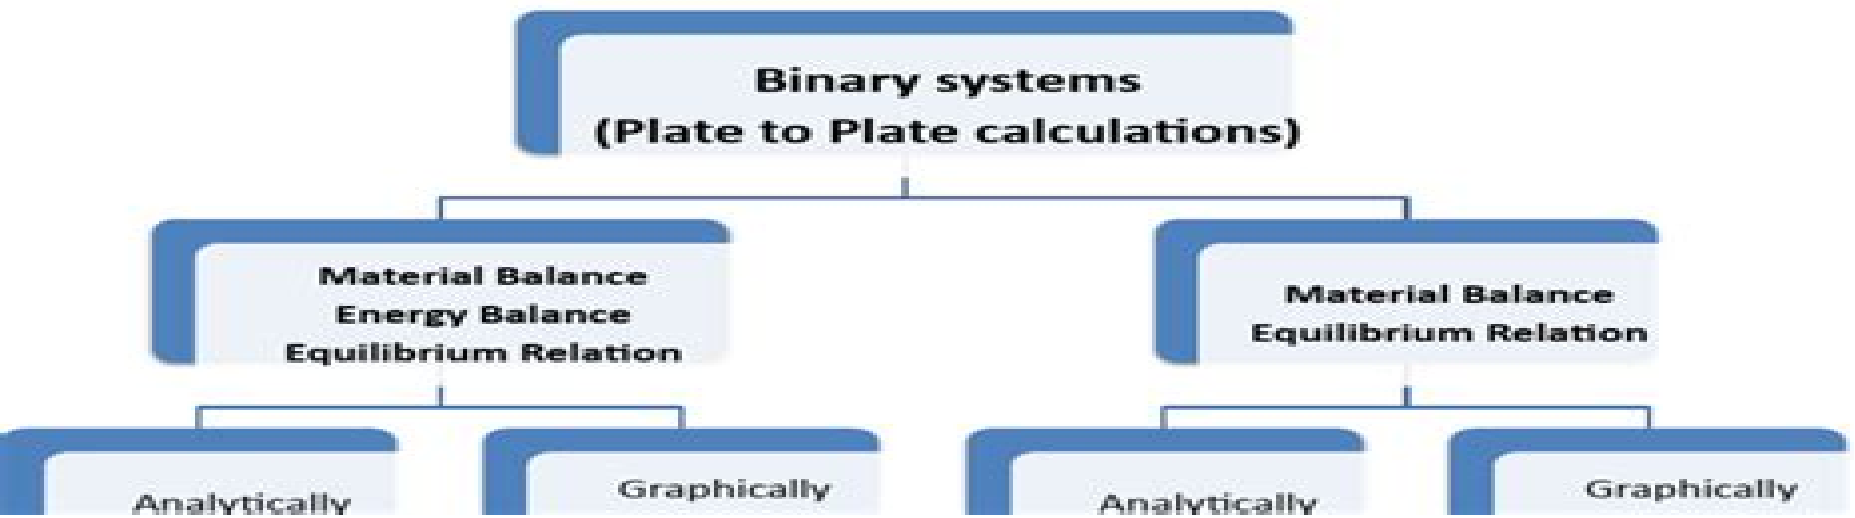 Binary systems
(Plate to Plate calculations)
Material Balance
Energy Balance
Equilibrium Relation
Material Balance
Equilibrium Relation
Analytically
Graphically
Analytically
Graphically